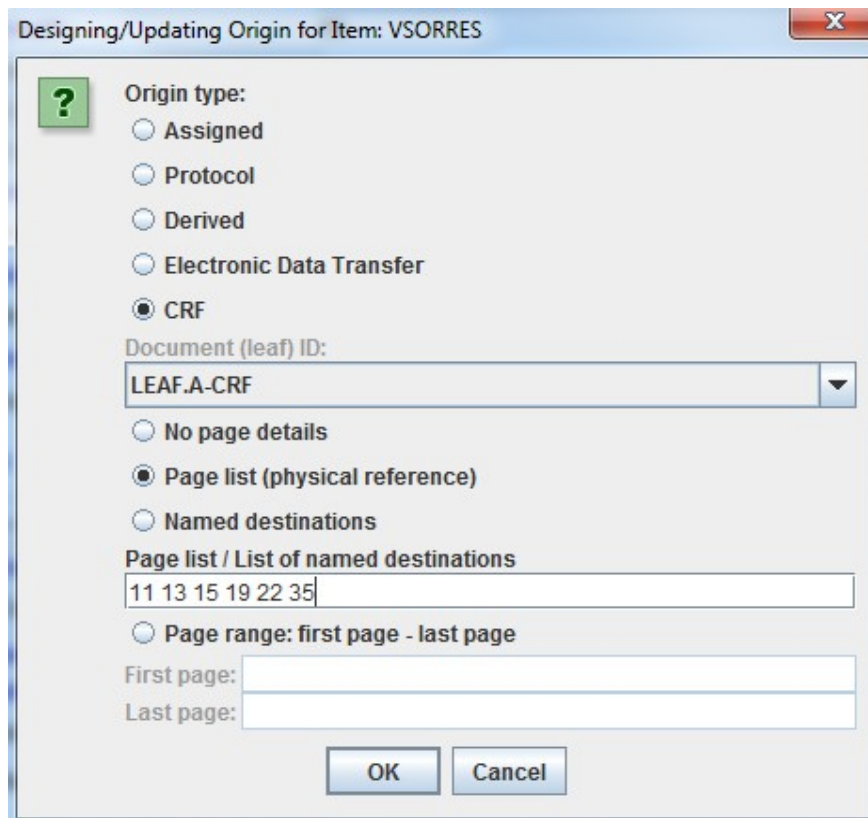 Designing/Updating Origin for Item: VSORRES
?
Origin type:
Assigned
Protocol
Derived
Electronic Data Transfer
CRF
Document (leaf) ID:
LEAF.A-CRF
No page details
Page list (physical reference)
Named destinations
Page list / List of named destinations
11 13 15 19 22 35
Page range: first page - last page
First page:
Last page:
OK Cancel